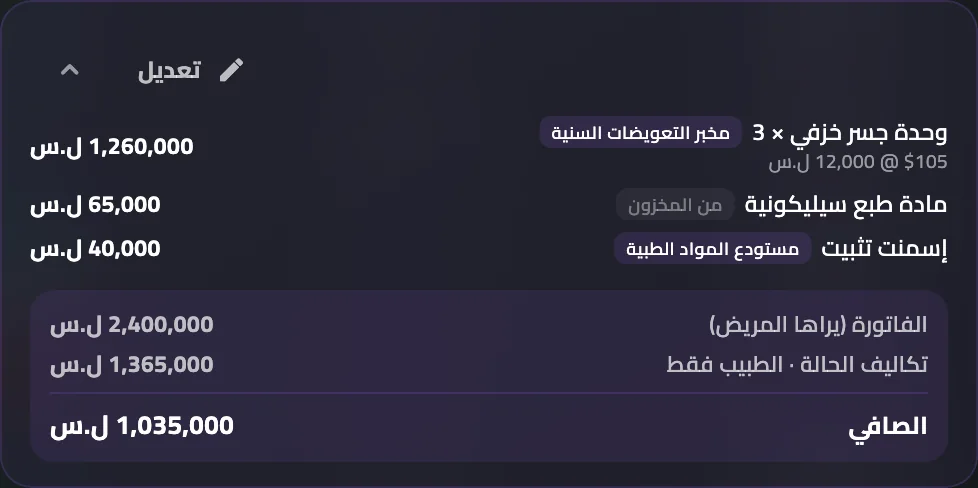 تعديل
وحدة جسر خزفي × 3 مخبر التعويضات السنية 1,260,000 ل.س
$105 @ 12,000 ل.س
مادة طبع سيليكونية من المخزون 65,000 ل.س
إسمنت تثبيت مستودع المواد الطبية 40,000 ل.س
الفاتورة (يراها المريض) 2,400,000 ل.س
تكاليف الحالة · الطبيب فقط 1,365,000 ل.س
الصافي 1,035,000 ل.س